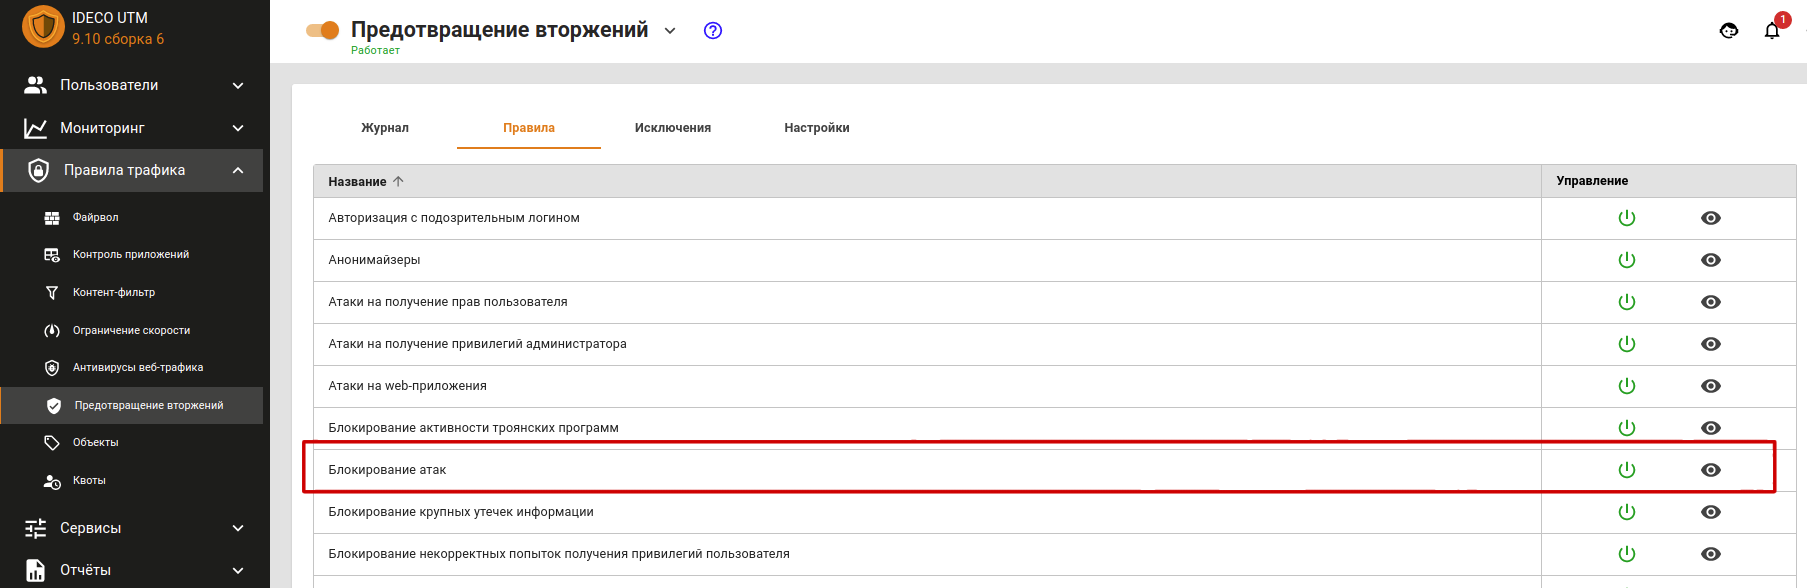 IDECO UTM
9.10 сборка 6
Пользователи
Мониторинг
Правила трафика
Файрвол
Контроль приложений
Контент-фильтр
Ограничение скорости
Антивирусы веб-трафика
Предотвращение вторжений
Объекты
Квоты
Сервисы
Отчёты
Предотвращение вторжений
Работает
1
Журнал Правила Исключения Настройки
Название Управление
Авторизация с подозрительным логином
Анонимайзеры
Атаки на получение прав пользователя
Атаки на получение привилегий администратора
Атаки на web-приложения
Блокирование активности троянских программ
Блокирование атак
Блокирование крупных утечек информации
Блокирование некорректных попыток получения привилегий пользователя